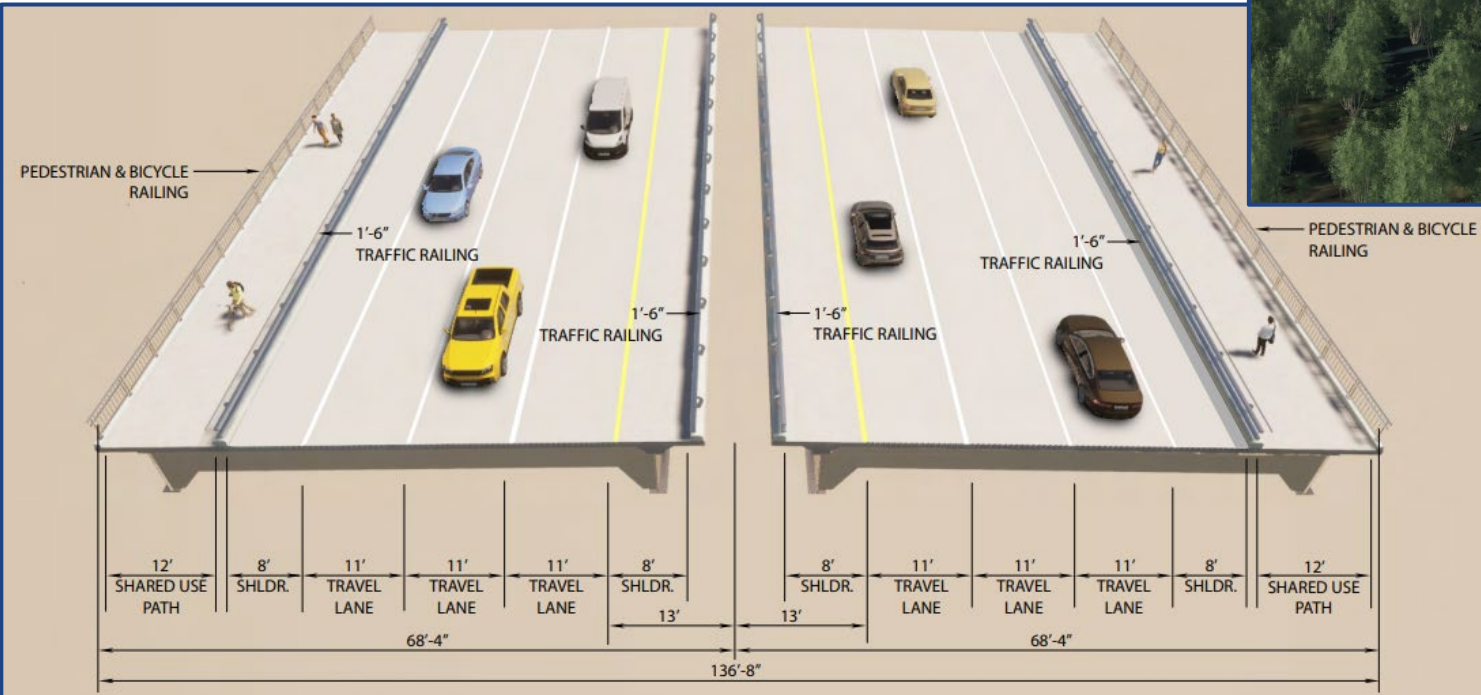 PEDESTRIAN & BICYCLE
RAILING
1'-6"
TRAFFIC RAILING
1'-6"
TRAFFIC RAILING
1'-6"
TRAFFIC RAILING
1'-6"
TRAFFIC RAILING
PEDESTRIAN & BICYCLE
RAILING
12'
SHARED USE
PATH
8'
SHLDR.
11'
TRAVEL
LANE
11'
TRAVEL
LANE
11'
TRAVEL
LANE
8'
SHLDR.
8'
SHLDR.
11'
TRAVEL
LANE
11'
TRAVEL
LANE
11'
TRAVEL
LANE
8'
SHLDR.
12'
SHARED USE
PATH
13'
13'
68'-4"
68'-4"
136'-8"